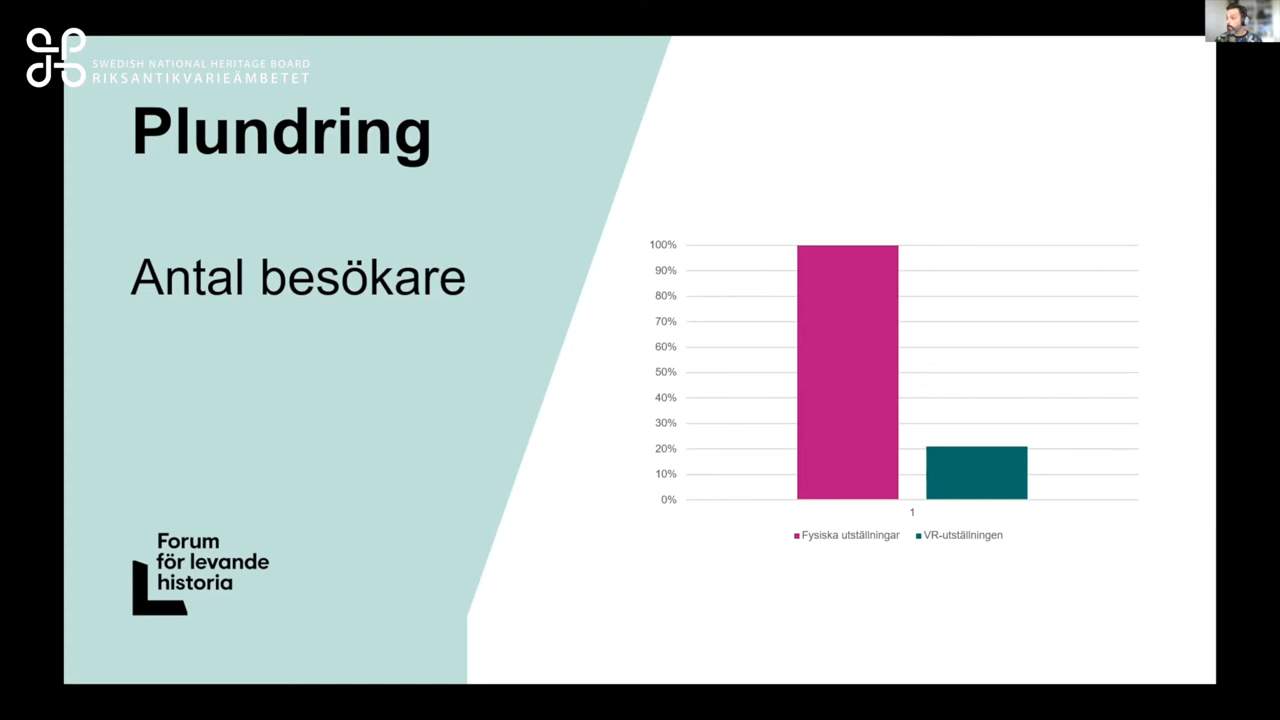 SWEDISH NATIONAL HERITAGE BOARD
RIKSANTIKVARIEÄMBETET
Plundring
Antal besökare
100%
90%
80%
70%
60%
50%
40%
30%
20%
10%
0%
1
Fysiska utställningar
VR-utställningen
Forum
för levande
historia